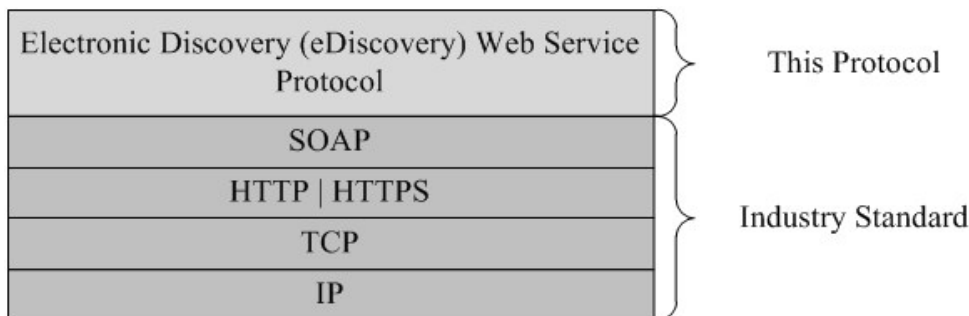 Electronic Discovery (eDiscovery) Web Service
Protocol
This Protocol
SOAP
HTTP | HTTPS
TCP
IP
Industry Standard